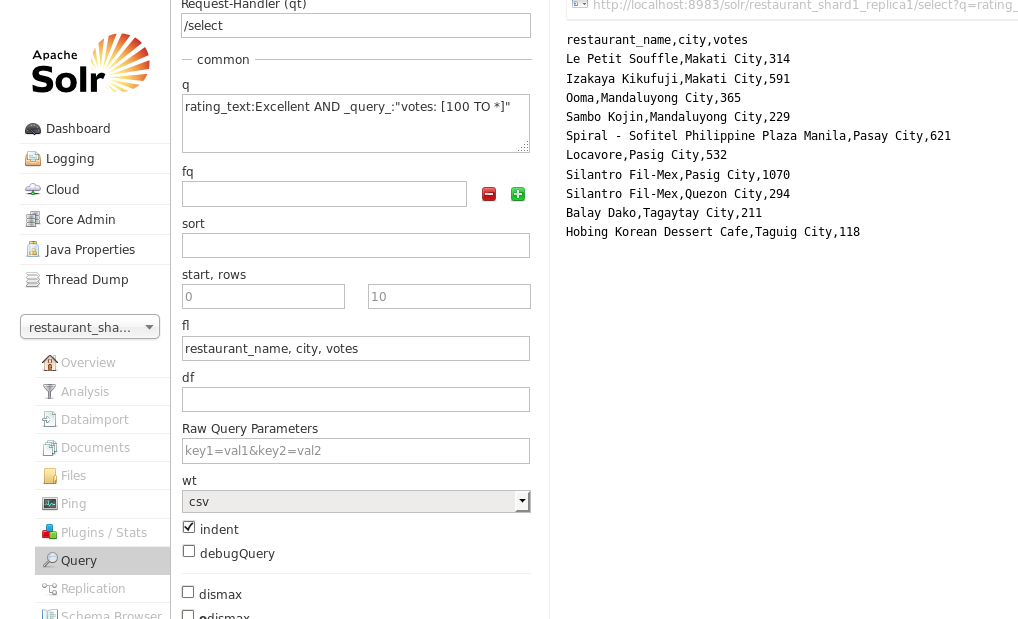 Apache
Solr
Dashboard
Logging
Cloud
Core Admin
Java Properties
Thread Dump
restaurant_sha...
Overview
Analysis
Dataimport
Documents
Files
Ping
Plugins / Stats
Query
Replication
Schema Browser
Request-Handler (qt)
/select
common
q
rating_text:Excellent AND _query_:"votes: [100 TO *]"
fq
sort
start, rows
0 10
fl
restaurant_name, city, votes
df
Raw Query Parameters
key1=val1&key2=val2
wt
csv
indent
debugQuery
dismax
edismax
http://localhost:8983/solr/restaurant_shard1_replica1/select?q=rating_
restaurant_name,city,votes
Le Petit Souffle,Makati City,314
Izakaya Kikufuji,Makati City,591
Ooma,Mandaluyong City,365
Sambo Kojin,Mandaluyong City,229
Spiral - Sofitel Philippine Plaza Manila,Pasay City,621
Locavore,Pasig City,532
Silantro Fil-Mex,Pasig City,1070
Silantro Fil-Mex,Quezon City,294
Balay Dako,Tagaytay City,211
Hobing Korean Dessert Cafe,Taguig City,118